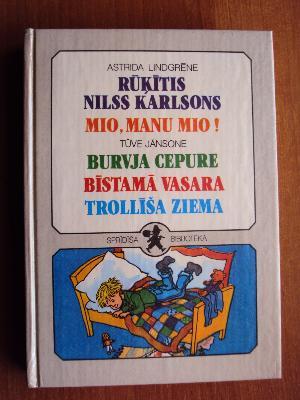 ASTRIDA LINDGRĒNE
RŪĶĪTIS
NILSS KARLSONS
MIO, MANU MIO!
TŪVE JANSONE
BURVJA CEPURE
BĪSTAMĀ VASARA
TROLLĪŠA ZIEMA
SPRĪDĪŠA BIBLIOTĒKA